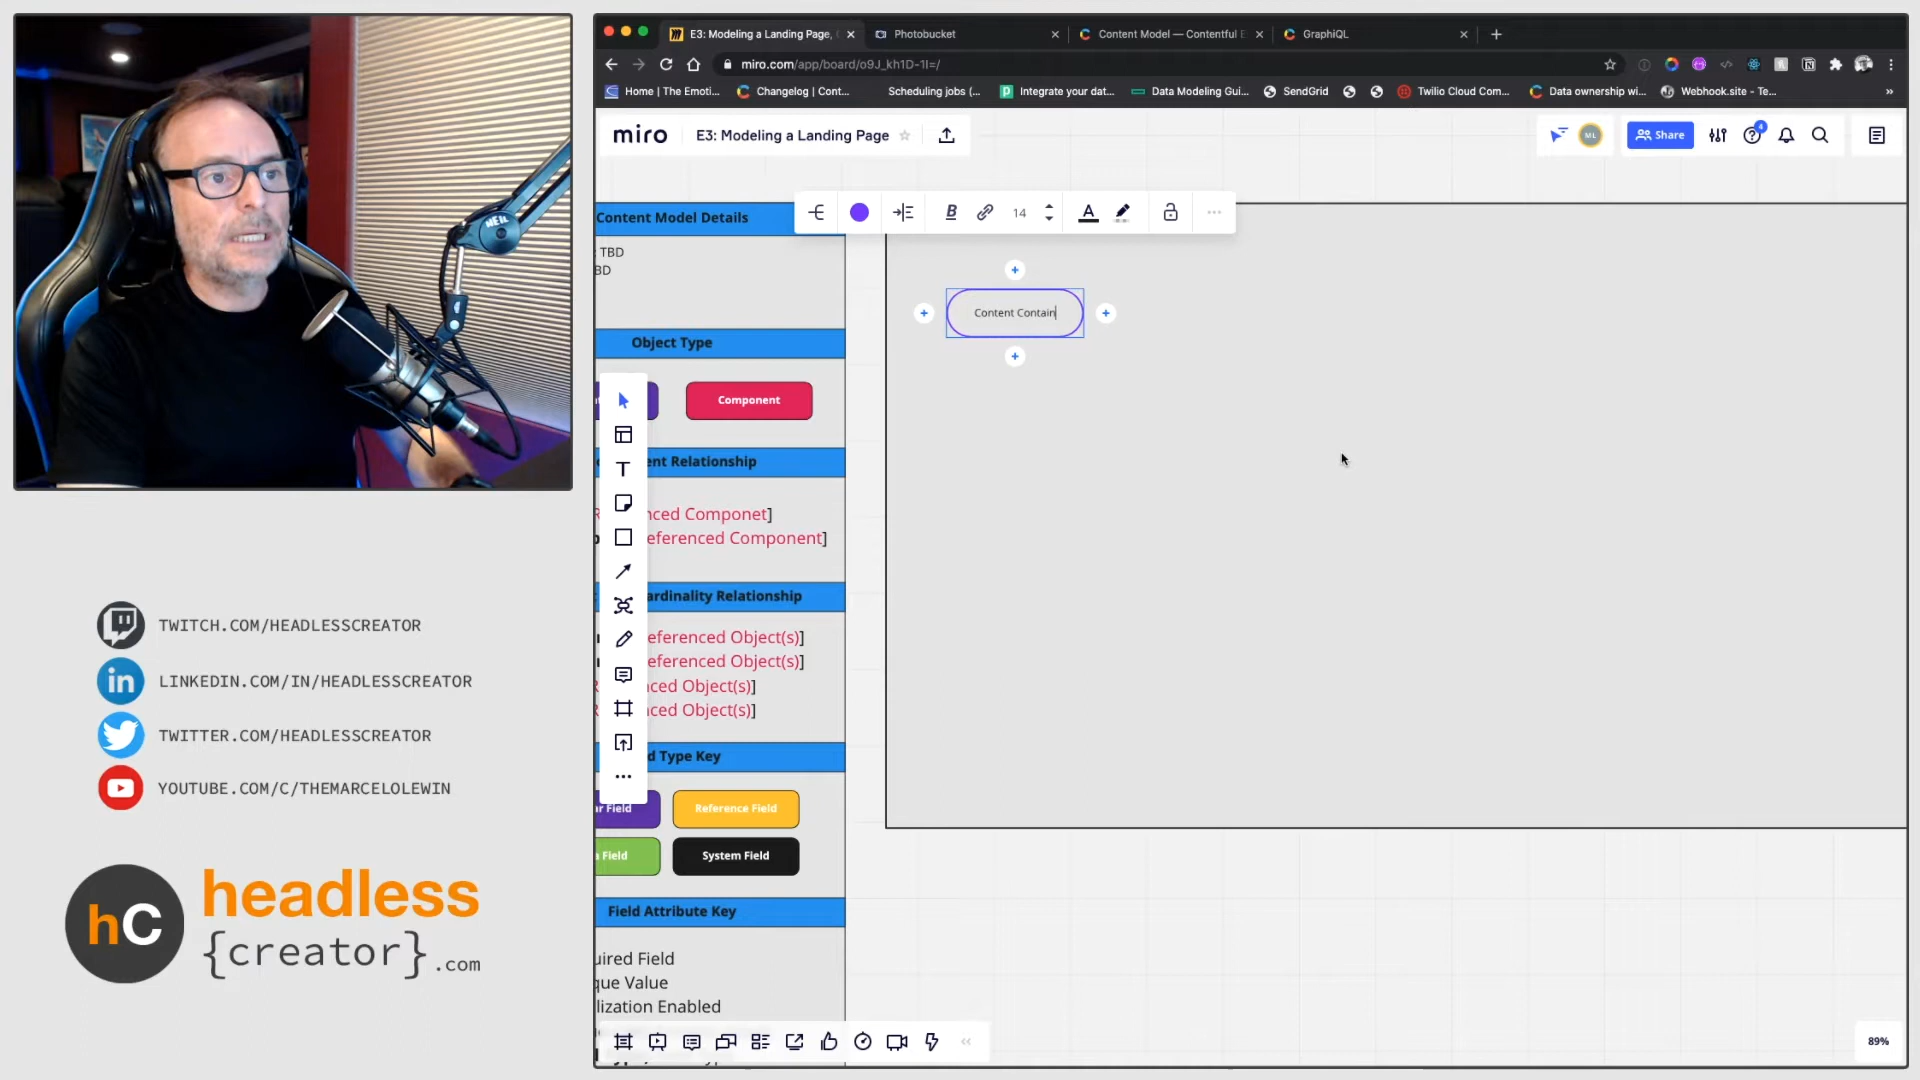 NEIL
TWITCH.COM/HEADLESSCREATOR
LINKEDIN.COM/IN/HEADLESSCREATOR
TWITTER.COM/HEADLESSCREATOR
YOUTUBE.COM/C/THEMARCELOLEWIN
hC
headless
{creator}.com
E3: Modeling a Landing Page,
Photobucket
Content Model — Contentful
GraphiQL
miro.com/app/board/o9J_kh1D-1I=/
Home | The Emoti...
Changelog | Cont...
Scheduling jobs (...
Integrate your dat...
Data Modeling Gui...
SendGrid
Twilio Cloud Com...
Data ownership wi...
Webhook.site - Te...
»
miro
E3: Modeling a Landing Page
ML
Share
4
Content Model Details
B
14
A
: TBD
BD
Content Contain
Object Type
Component
ent Relationship
nced Componet]
eferenced Component]
ardinality Relationship
eferenced Object(s)]
eferenced Object(s)]
nced Object(s)]
nced Object(s)]
d Type Key
ar Field
Reference Field
Field
System Field
Field Attribute Key
uired Field
que Value
lization Enabled
89%